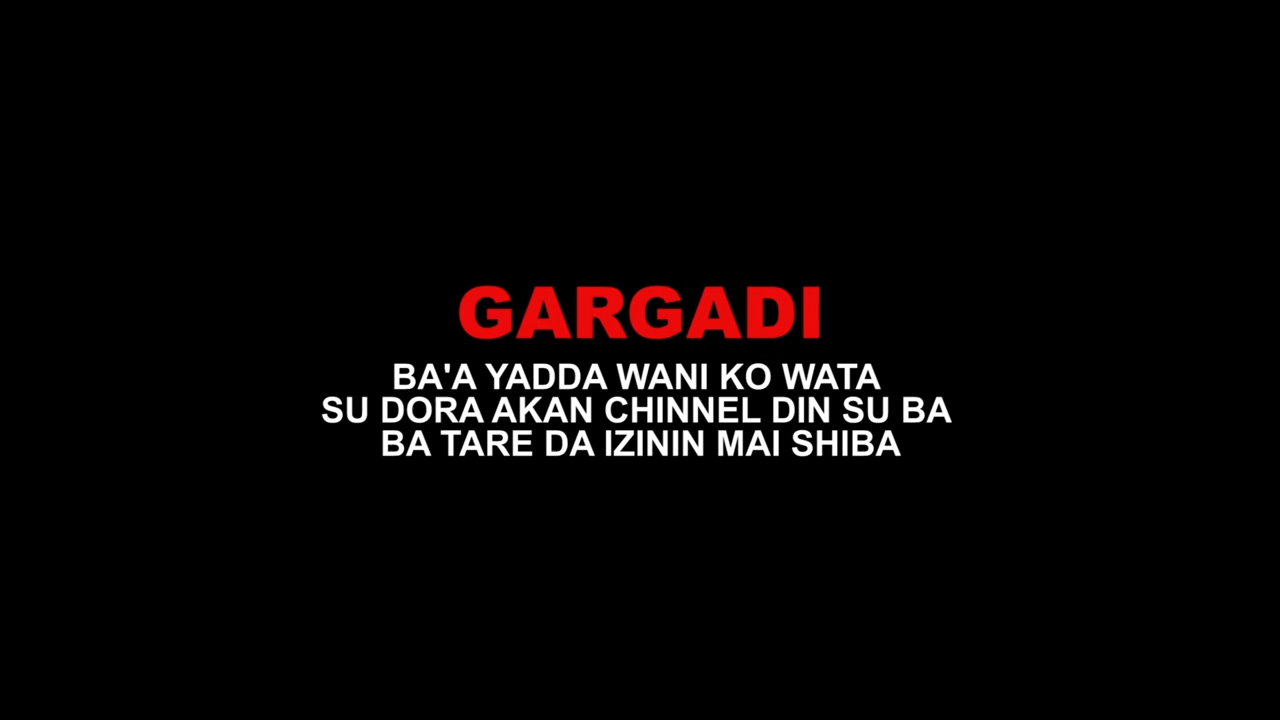 GARGADI
BA'A YADDA WANI KO WATA
SU DORA AKAN CHINNEL DIN SU BA
BA TARE DA IZININ MAI SHIBA